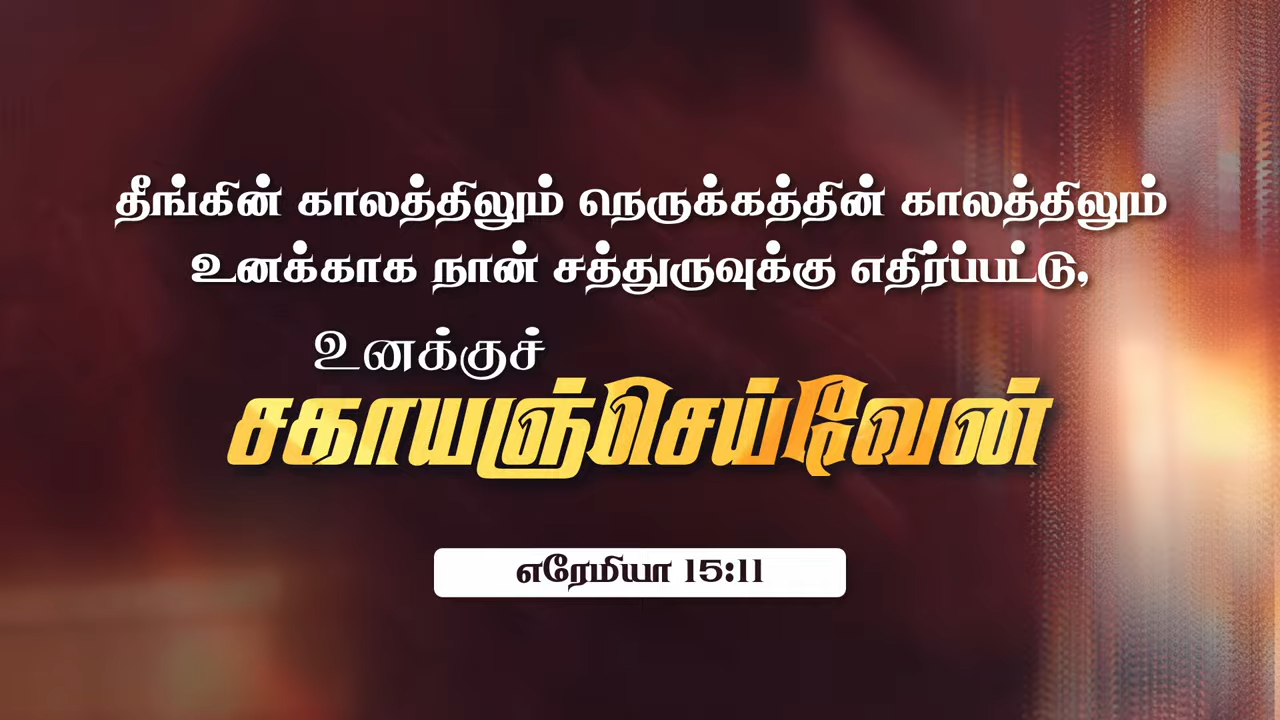 தீங்கின் காலத்திலும் நெருக்கத்தின் காலத்திலும்
உனக்காக நான் சத்துருவுக்கு எதிர்ப்பட்டு,
உனக்குச்
சகாயஞ்செய்வேன்
எரேமியா 15:11